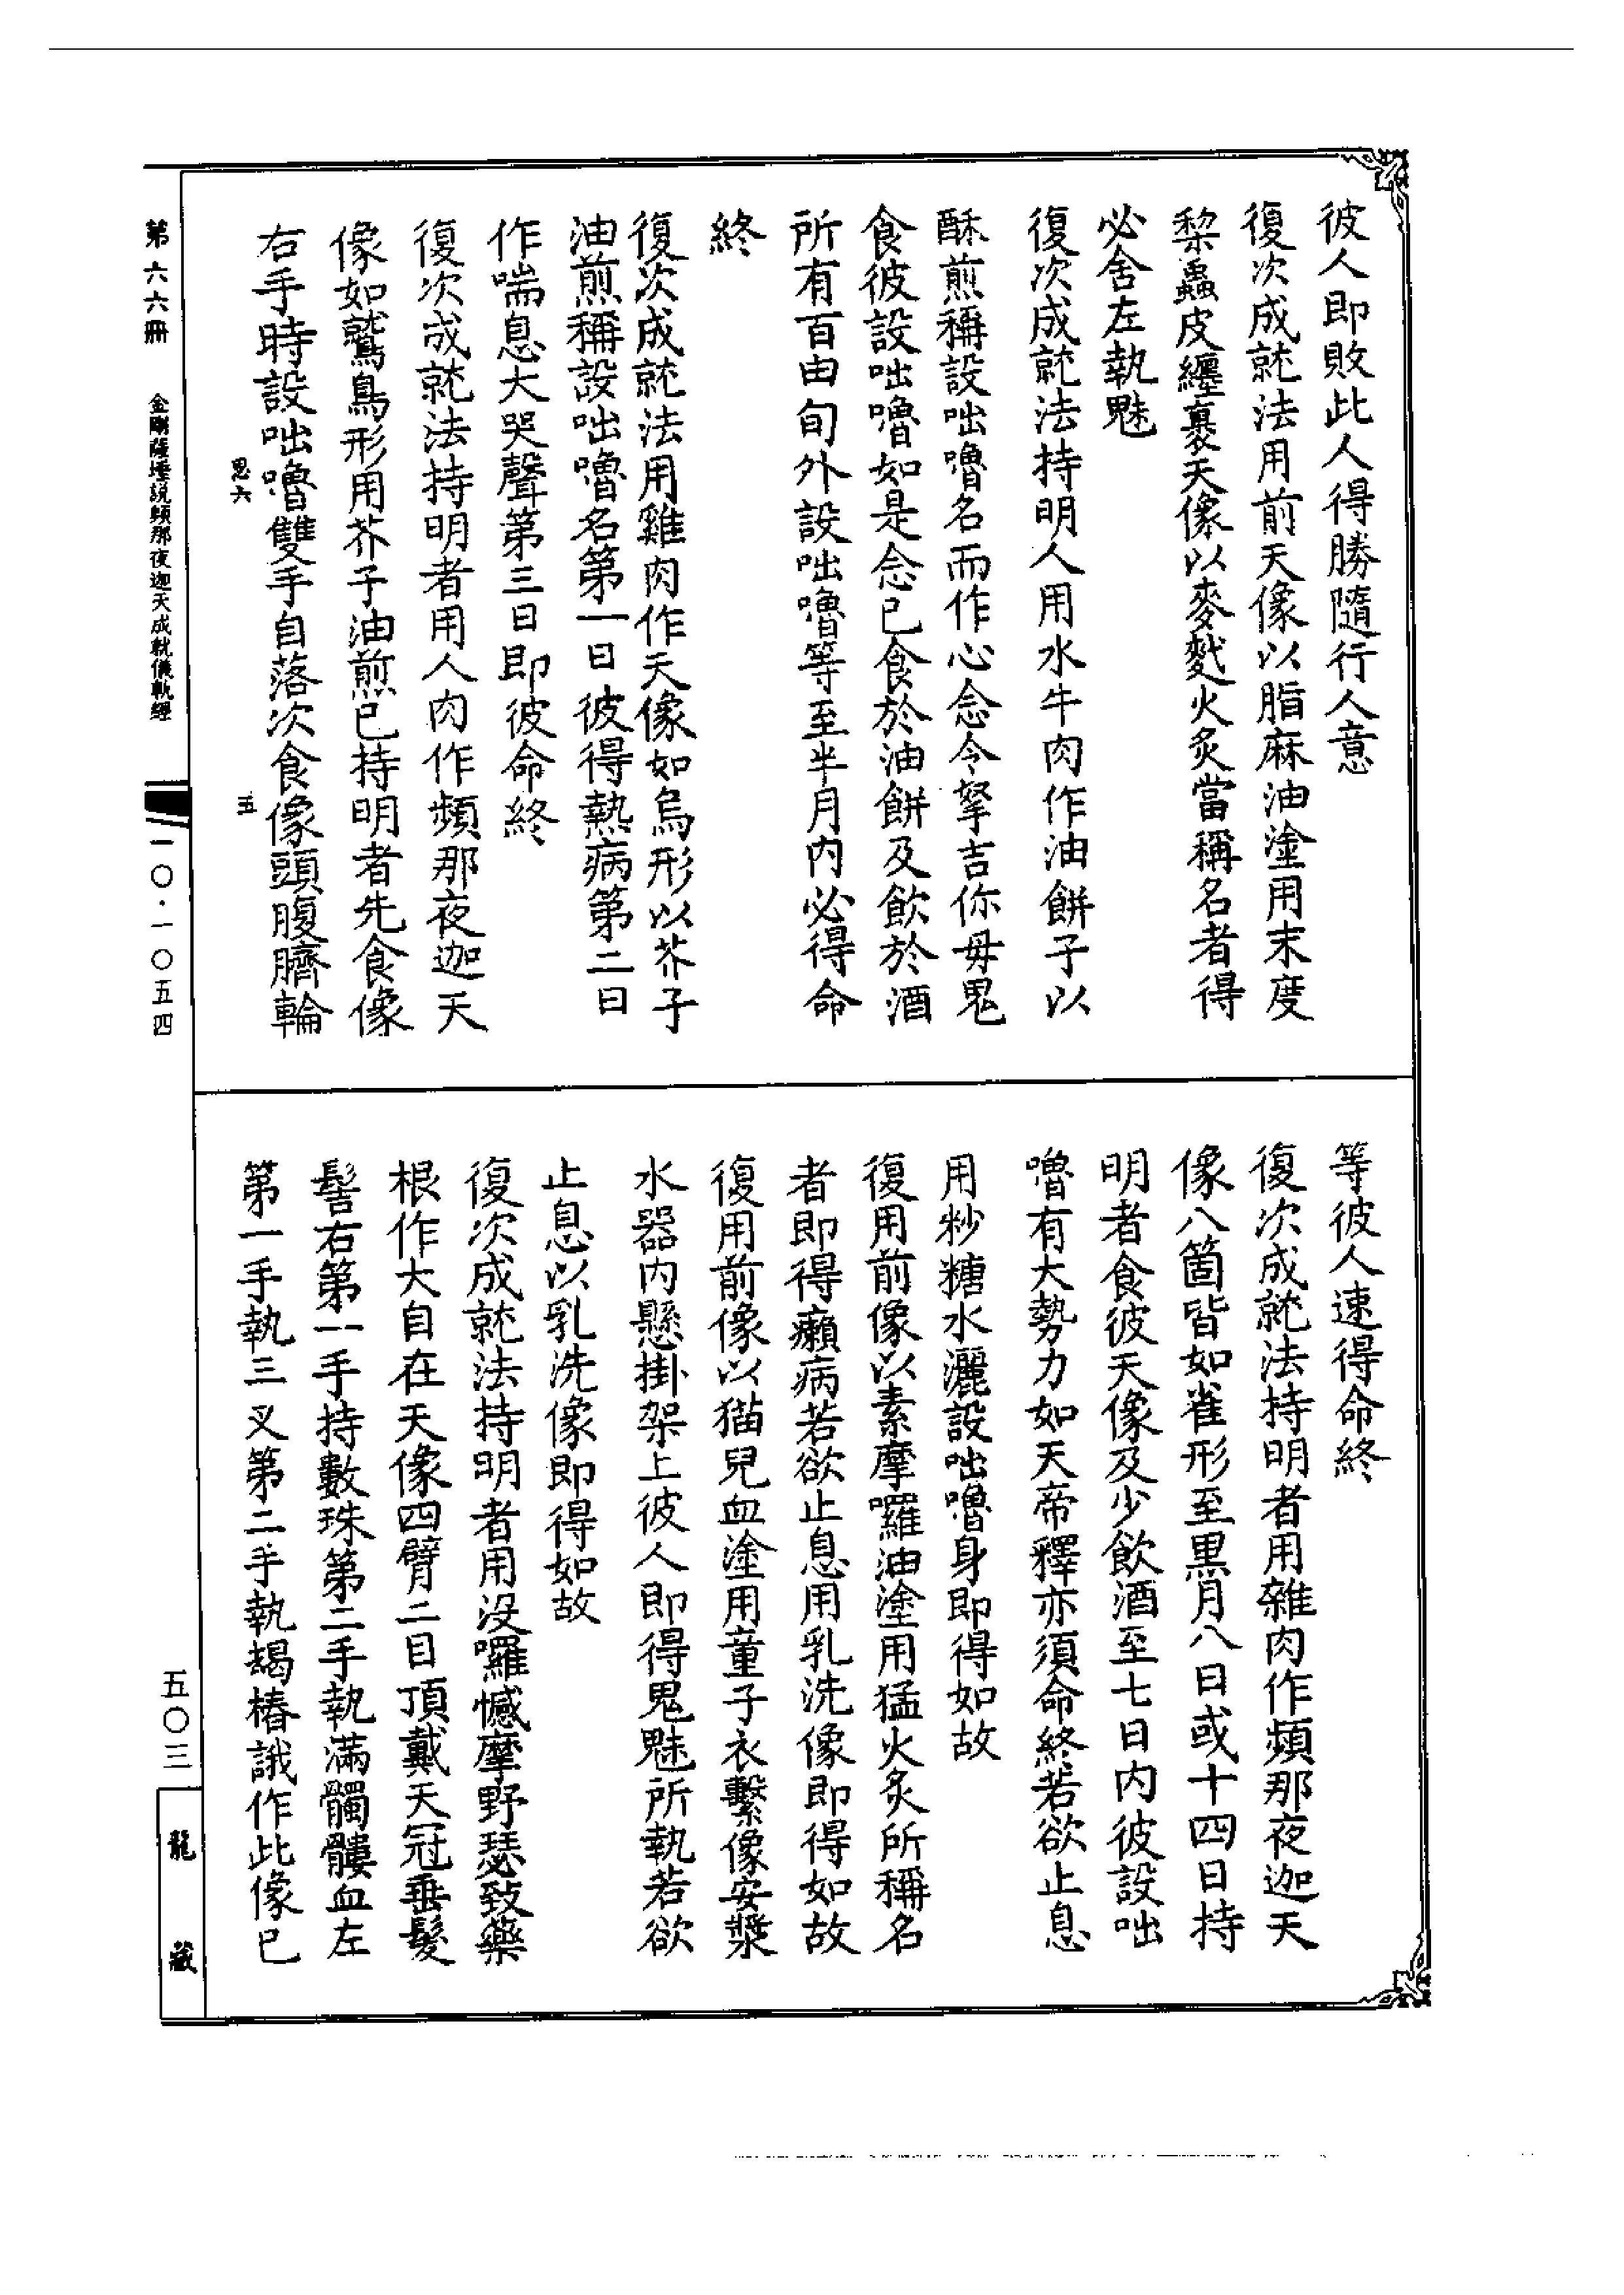 彼人即敗此人得勝隨行人意
復次成就法用前天像以脂麻油塗用末度
梨蟲皮纏裹天像以麥麩火炙當稱名者得
必舍左執魅
復次成就法持明人用水牛肉作油餅子以
酥煎稱設咄嚕名而作心念令拏吉你母鬼
食彼設咄嚕如是念已食於油餅及飲於酒
所有百由旬外設咄嚕等至半月內必得命
終
復次成就法用雞肉作天像如烏形以芥子
油煎稱設咄嚕名第一日彼得熱病第二日
作喘息大哭聲第三日即彼命終
復次成就法持明者用人肉作頻那夜迦天
像如鷲鳥形用芥子油煎已持明者先食像
右手時設咄嚕雙手自落次食像頭腹臍輪
思六
五
等彼人速得命終
復次成就法持明者用雜肉作頻那夜迦天
像八箇皆如雀形至黑月八日或十四日持
明者食彼天像及少飲酒至七日內彼設咄
嚕有大勢力如天帝釋亦須命終若欲止息
用秒糖水灑設咄嚕身即得如故
復用前像以素摩囉油塗用猛火炙所稱名
者即得癩病若欲止息用乳洗像即得如故
復用前像以猫兒血塗用童子衣繫像安漿
水器內懸掛架上彼人即得鬼魅所執若欲
止息以乳洗像即得如故
復次成就法持明者用沒囉憾摩野瑟致藥
根作大自在天像四臂二目頂戴天冠垂髮
髻右第一手持數珠第二手執滿髑髏血左
第一手執三叉第二手執朅椿誐作此像已
第六六冊
金剛薩埵說頻那夜迦天成就儀軌經
一〇·一〇五四
五〇三
龍藏